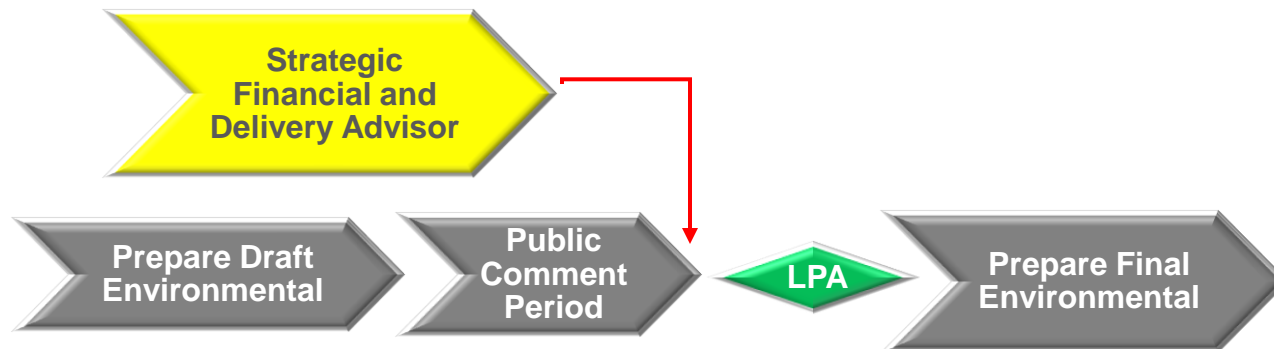 Strategic
Financial and
Delivery Advisor
Prepare Draft
Environmental
Public
Comment
Period
LPA
Prepare Final
Environmental